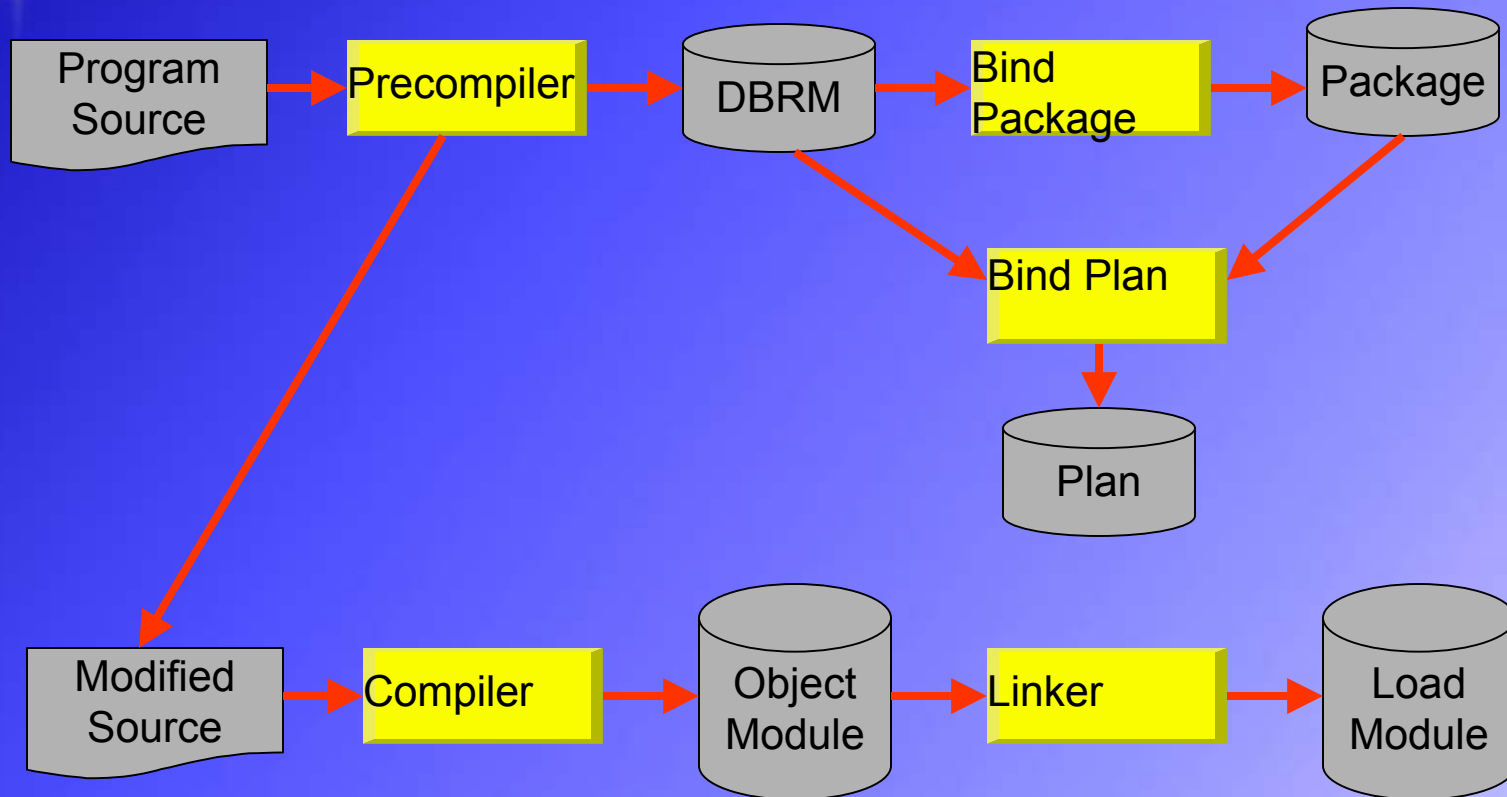 Program
Source
Precompiler
DBRM
Bind
Package
Package
Bind Plan
Plan
Modified
Source
Compiler
Object
Module
Linker
Load
Module